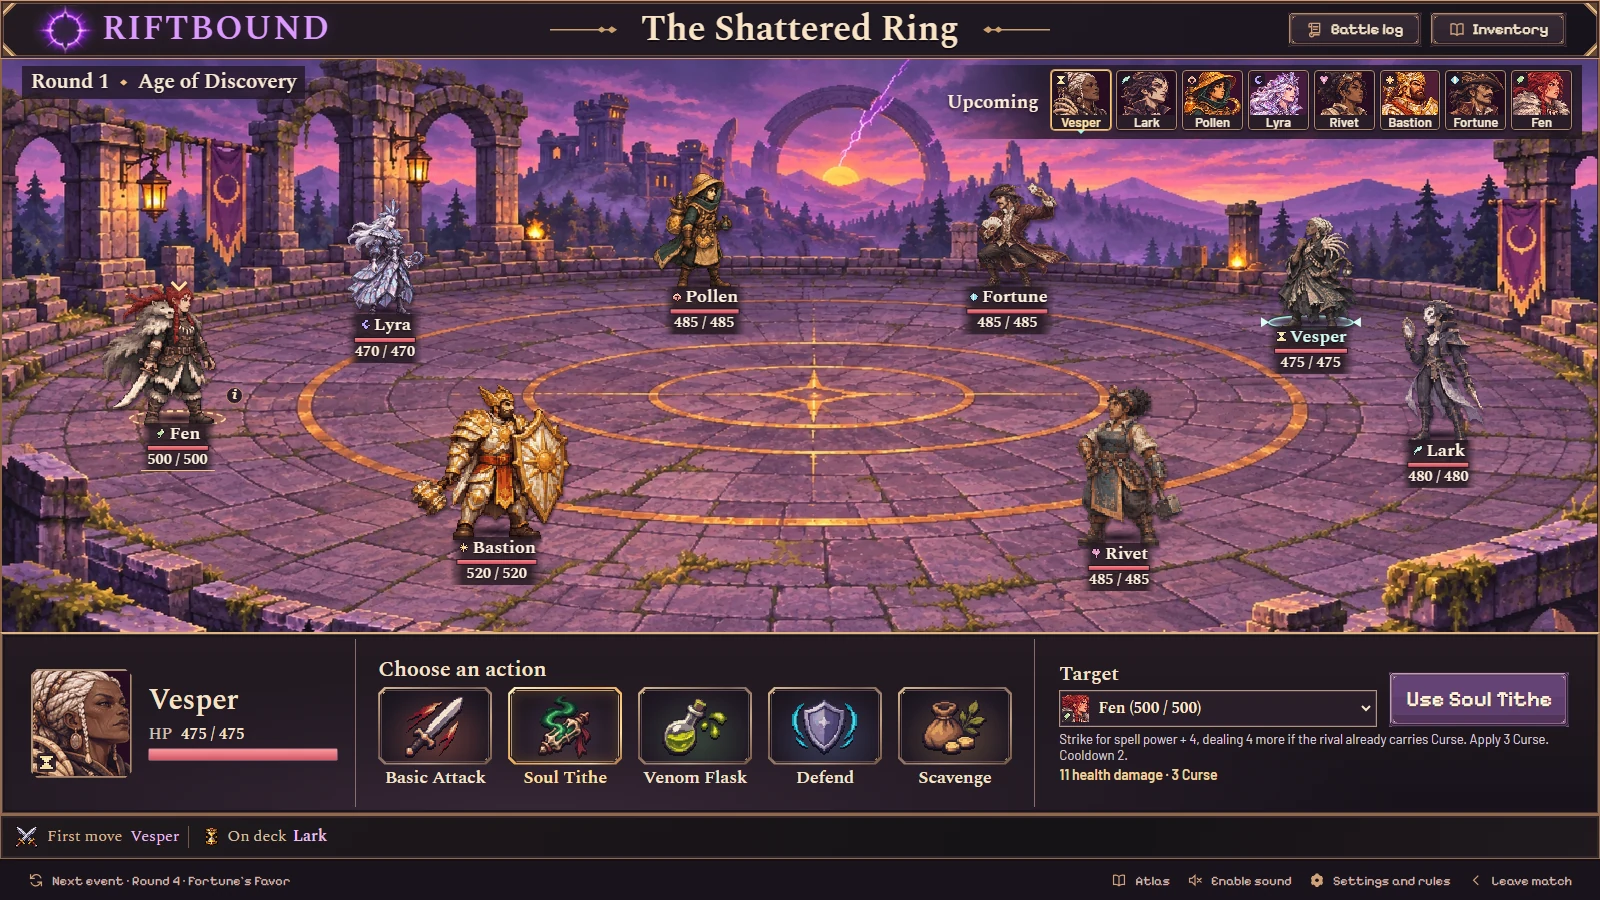 RIFTBOUND
The Shattered Ring
Battle log
Inventory
Round 1 • Age of Discovery
Upcoming
Vesper
Lark
Pollen
Lyra
Rivet
Bastion
Fortune
Fen
Pollen
485 / 485
Fortune
485 / 485
Lyra
470 / 470
Vesper
475 / 475
i
Fen
500 / 500
Lark
480 / 480
Bastion
520 / 520
Rivet
485 / 485
Vesper
HP 475 / 475
Choose an action
Basic Attack
Soul Tithe
Venom Flask
Defend
Scavenge
Target
Fen (500 / 500)
Use Soul Tithe
Strike for spell power + 4, dealing 4 more if the rival already carries Curse. Apply 3 Curse.
Cooldown 2.
11 health damage · 3 Curse
First move Vesper
On deck Lark
Next event · Round 4 · Fortune's Favor
Atlas
Enable sound
Settings and rules
Leave match